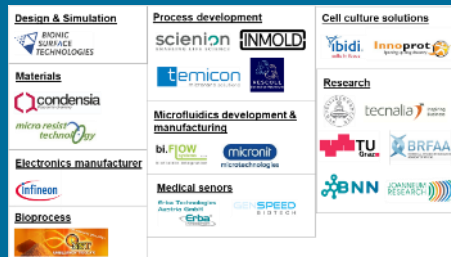 Design & Simulation
BIONIC
SURFACE
TECHNOLOGIES
Materials
condensia
micro resist
technology
Electronics manufacturer
infineon
Bioprocess
Process development
scienion
INMOLD
temicon
Microfluidics development &
manufacturing
bi.FLOW
micronit
microtechnologies
Medical senors
Erba Technologies
Austria GmbH
Erba
GENSPEED
BIOTECH
Cell culture solutions
ibidi
Innoprot
Research
tecnalia
TU
Graz
BRFAA
BNN
JOANNEUM
RESEARCH